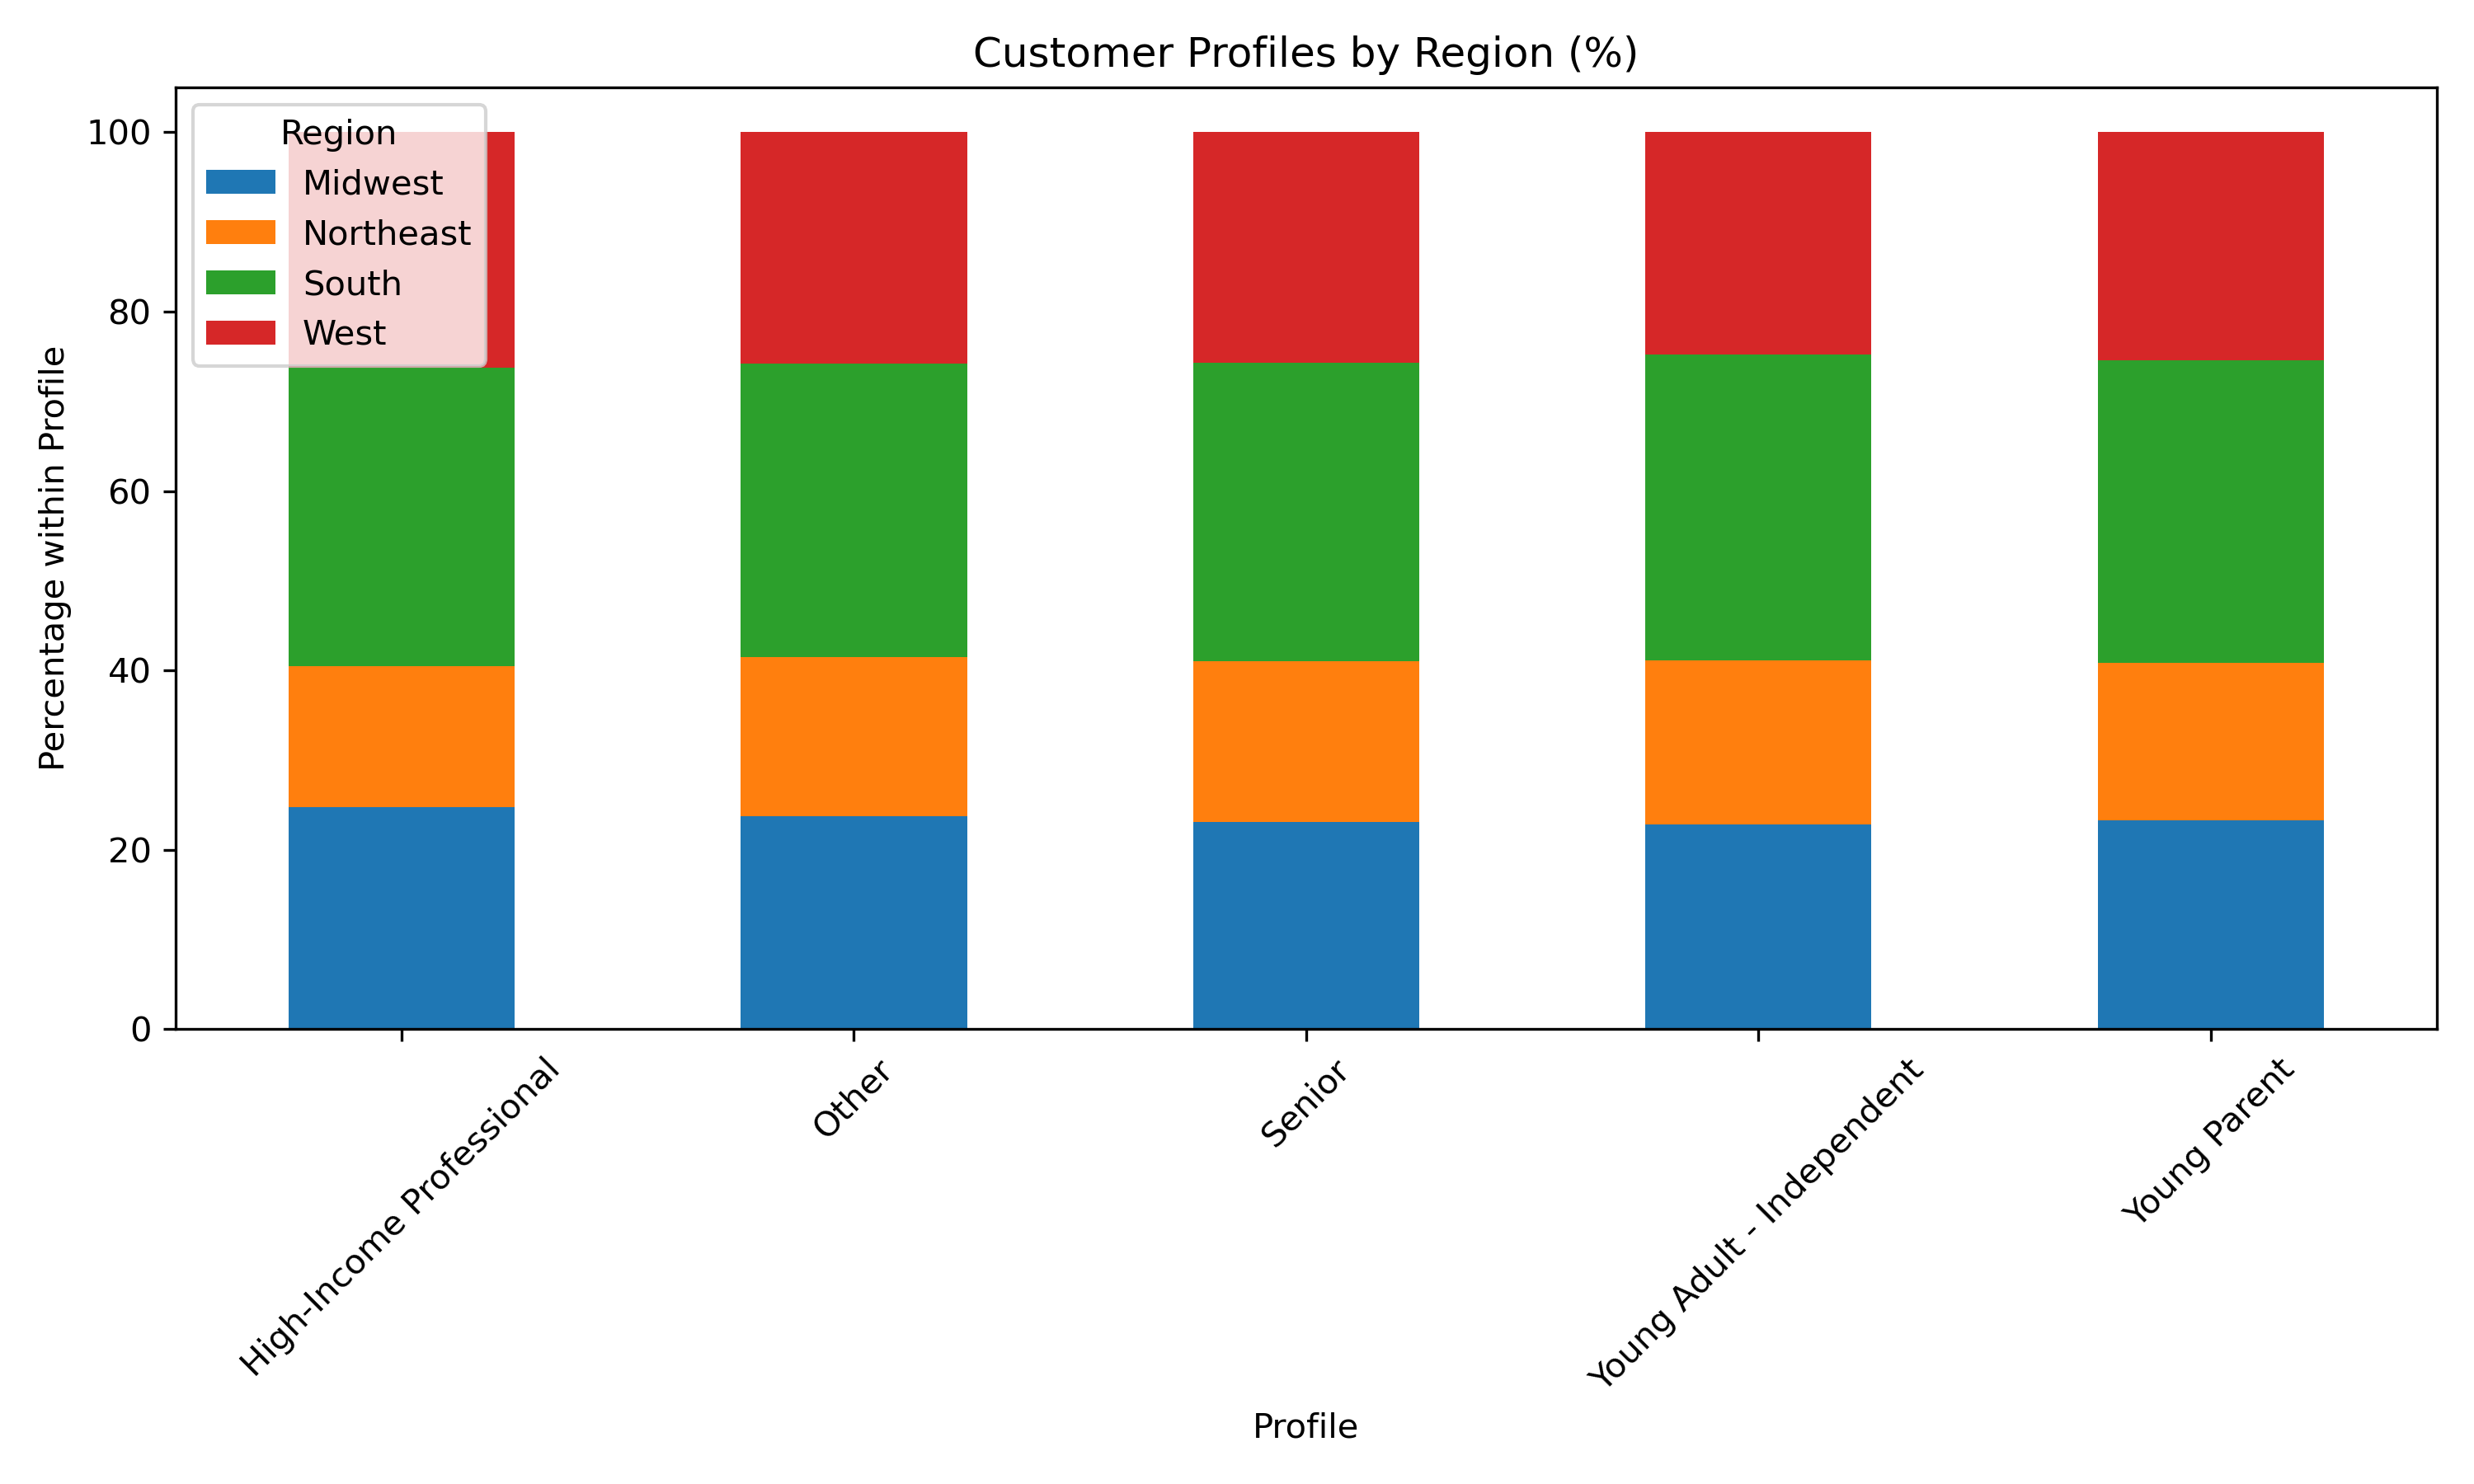 Customer Profiles by Region (%)
Region
Midwest
Northeast
South
West
Percentage within Profile
100
80
60
40
20
0
High-Income Professional
Other
Senior
Young Adult - Independent
Young Parent
Profile